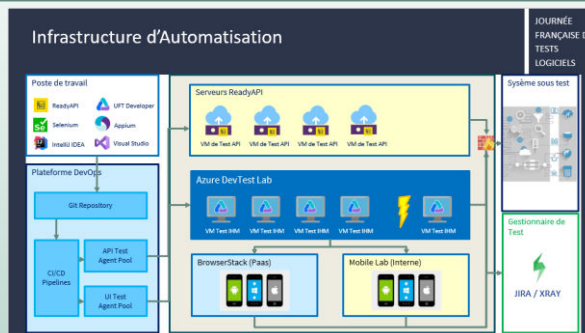 Infrastructure d'Automatisation
JOURNÉE
FRANÇAISE D
TESTS
LOGICIELS
Poste de travail
ReadyAPI
UFT Developer
Selenium
Appium
IntelliJ IDEA
Visual Studio
Plateforme DevOps
Git Repository
CI/CD
Pipelines
API Test
Agent Pool
UI Test
Agent Pool
Serveurs ReadyAPI
VM de Test API
VM de Test API
VM de Test API
VM de Test API
Azure DevTest Lab
VM Test IHM
VM Test IHM
VM Test IHM
VM Test IHM
VM Test IHM
BrowserStack (Paas)
Mobile Lab (Interne)
Sysème sous test
Gestionnaire de
Test
JIRA / XRAY